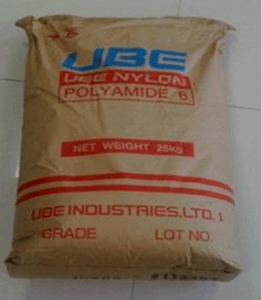 UBE
UBE NYLON
POLYAMIDE 6
NET WEIGHT 25KG
UBE INDUSTRIES,LTD.
GRADE LOT NO.